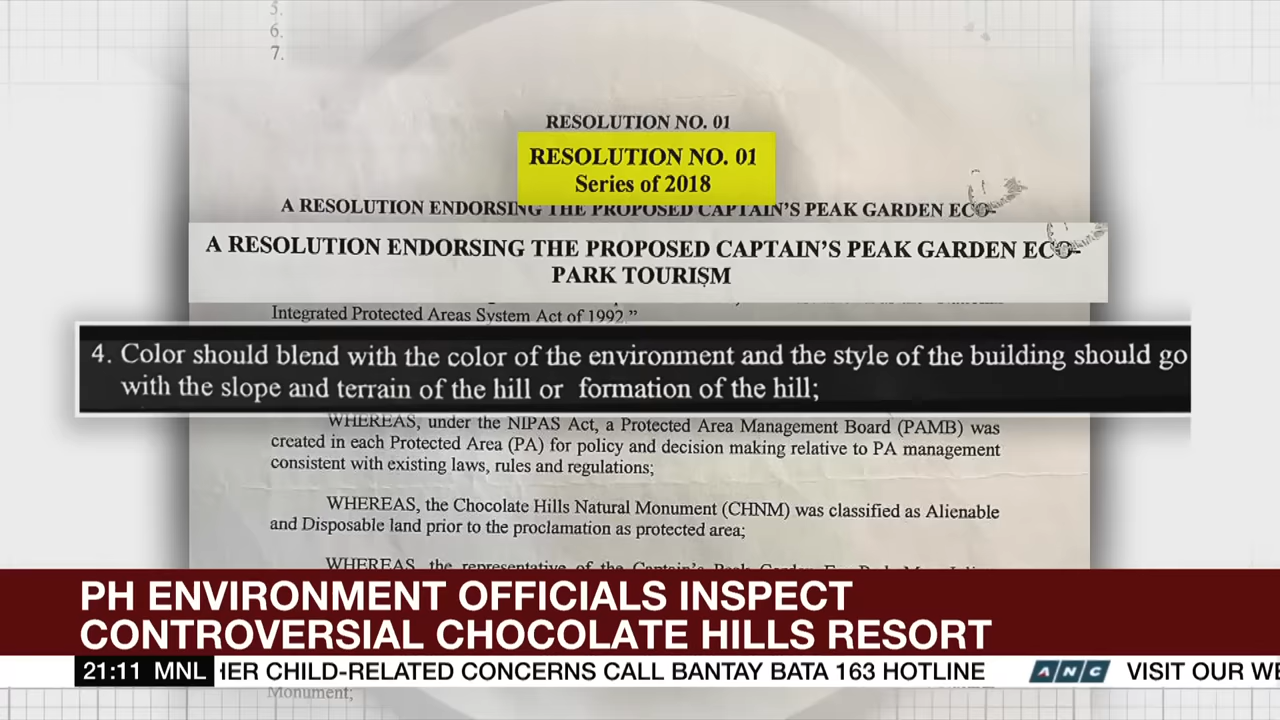 5.
6.
7.
RESOLUTION NO. 01
RESOLUTION NO. 01
Series of 2018
A RESOLUTION ENDORSING THE PROPOSED CAPTAIN'S PEAK GARDEN ECO-
A RESOLUTION ENDORSING THE PROPOSED CAPTAIN'S PEAK GARDEN ECO-
PARK TOURISM
Integrated Protected Areas System Act of 1992."
4. Color should blend with the color of the environment and the style of the building should go
with the slope and terrain of the hill or formation of the hill;
WHEREAS, under the NIPAS Act, a Protected Area Management Board (PAMB) was
created in each Protected Area (PA) for policy and decision making relative to PA management
consistent with existing laws, rules and regulations;
WHEREAS, the Chocolate Hills Natural Monument (CHNM) was classified as Alienable
and Disposable land prior to the proclamation as protected area;
WHEREAS, the representative of the Captain's Peak Garden
PH ENVIRONMENT OFFICIALS INSPECT
CONTROVERSIAL CHOCOLATE HILLS RESORT
21:11 MNL HER CHILD-RELATED CONCERNS CALL BANTAY BATA 163 HOTLINE ANC VISIT OUR WE
Monument;